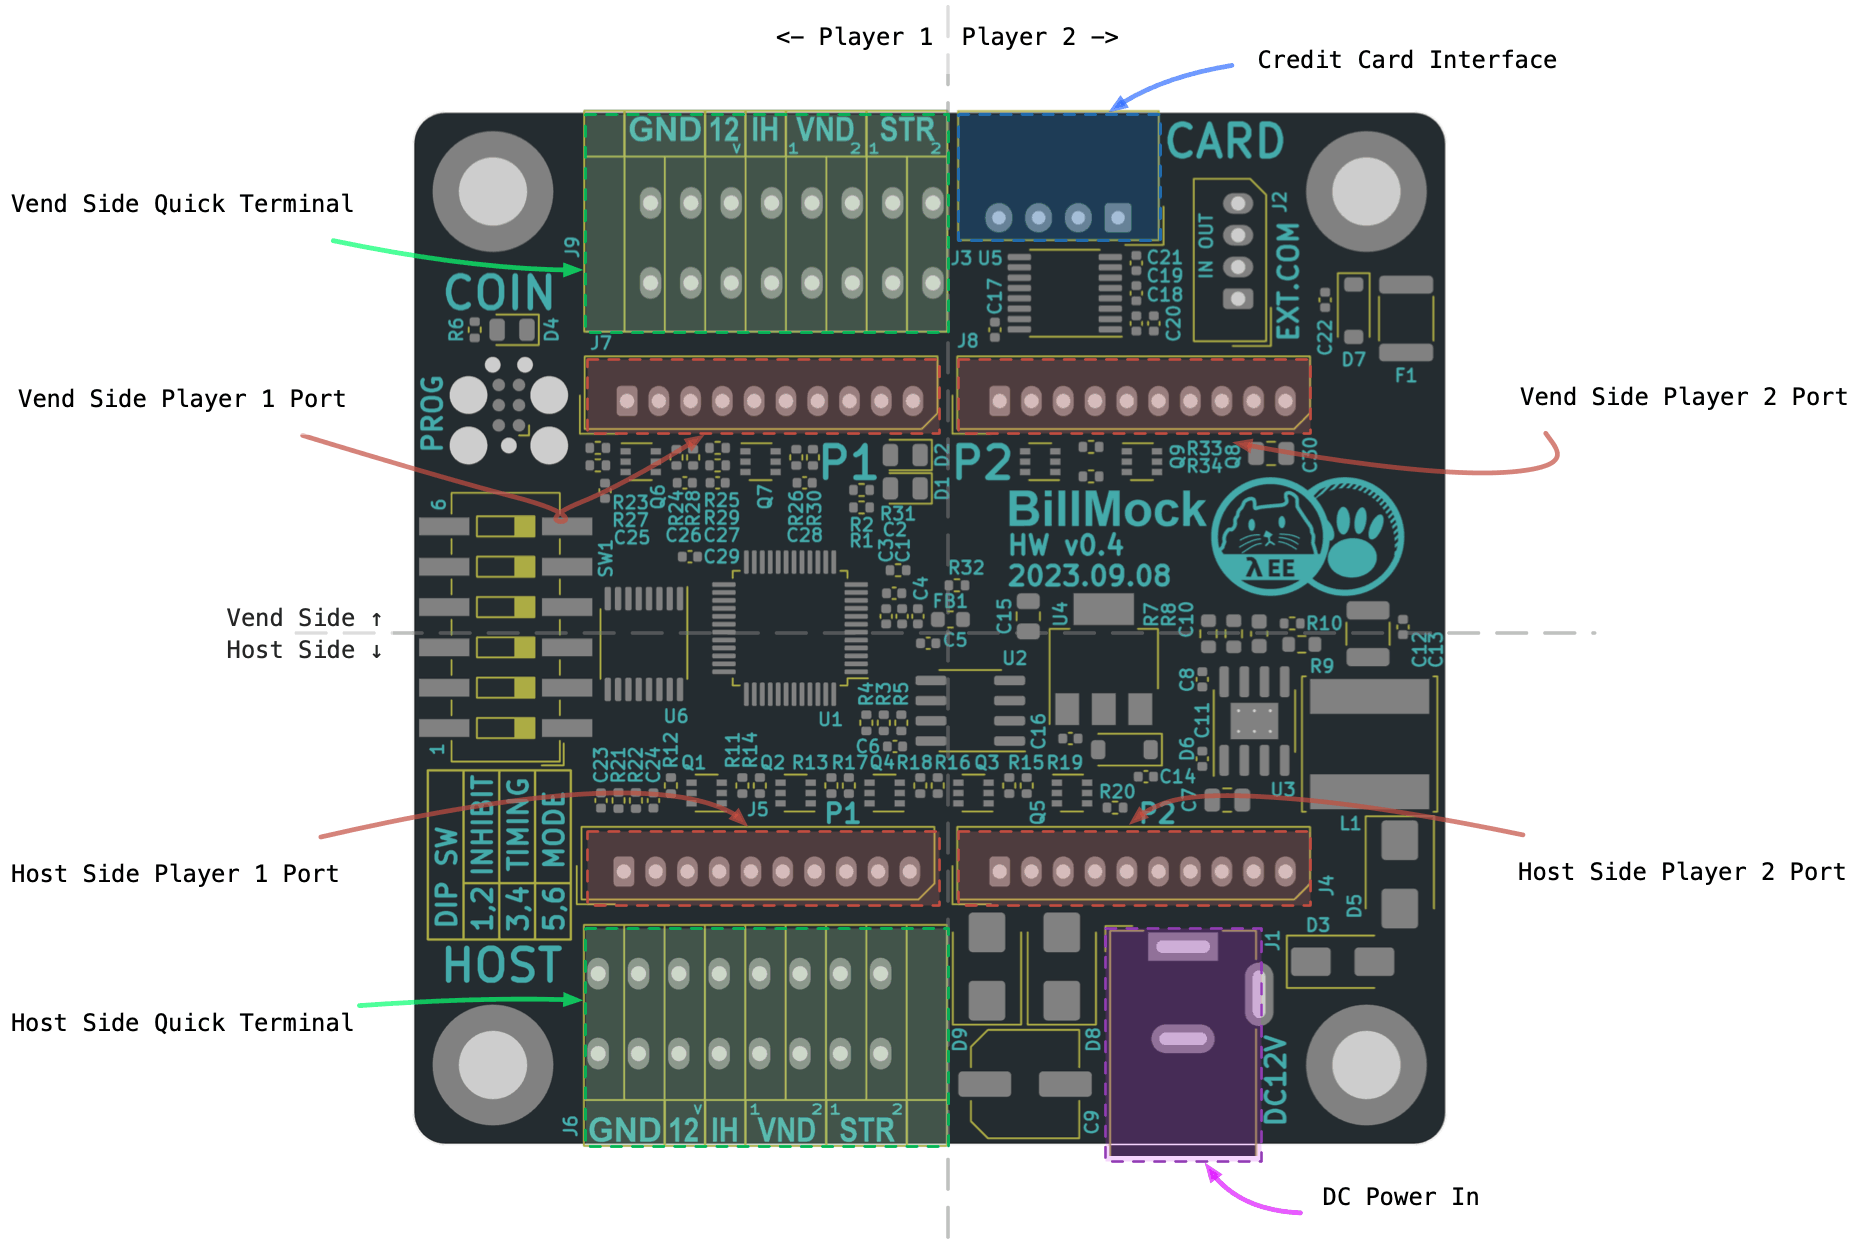 <- Player 1
Player 2 ->
Credit Card Interface
GND 12 IH VND STR
V 1 2 1 2
CARD
Vend Side Quick Terminal
J9
J2
IN OUT
EXT.COM
COIN
J3 U5
C21
C19
C18
C17
C20
R6
D4
C22
D7
F1
J7
J8
PROG
Vend Side Player 1 Port
Vend Side Player 2 Port
P1
D2
D1
P2
Q9
R33
R34
Q8
C30
6
R23
R27
C25
Q6
R24
R28
C26
R25
R29
C27
Q7
R26
R30
C28
R2
R1
R31
C2
C3
C1
BillMock
HW v0.4
2023.09.08
λEE
SW1
C29
R32
C4
FB1
C5
C15
U4
R7
R8
C10
R10
R9
C12
C13
Vend Side ↑
Host Side ↓
U2
C8
U6
U1
R4
R3
R5
C6
C16
C11
D6
1
C23
R21
R22
C24
R12
Q1
R11
R14
Q2
R13
R17
Q4
R18
R16
Q3
R15
R19
C14
U3
J5
P1
Q5
R20
P2
C7
L1
DIP SW
1,2 INHIBIT
3,4 TIMING
5,6 MODE
Host Side Player 1 Port
Host Side Player 2 Port
J4
D5
D3
J1
HOST
Host Side Quick Terminal
D9
D8
C9
DC12V
J6
V 1 2 1 2
GND 12 IH VND STR
DC Power In